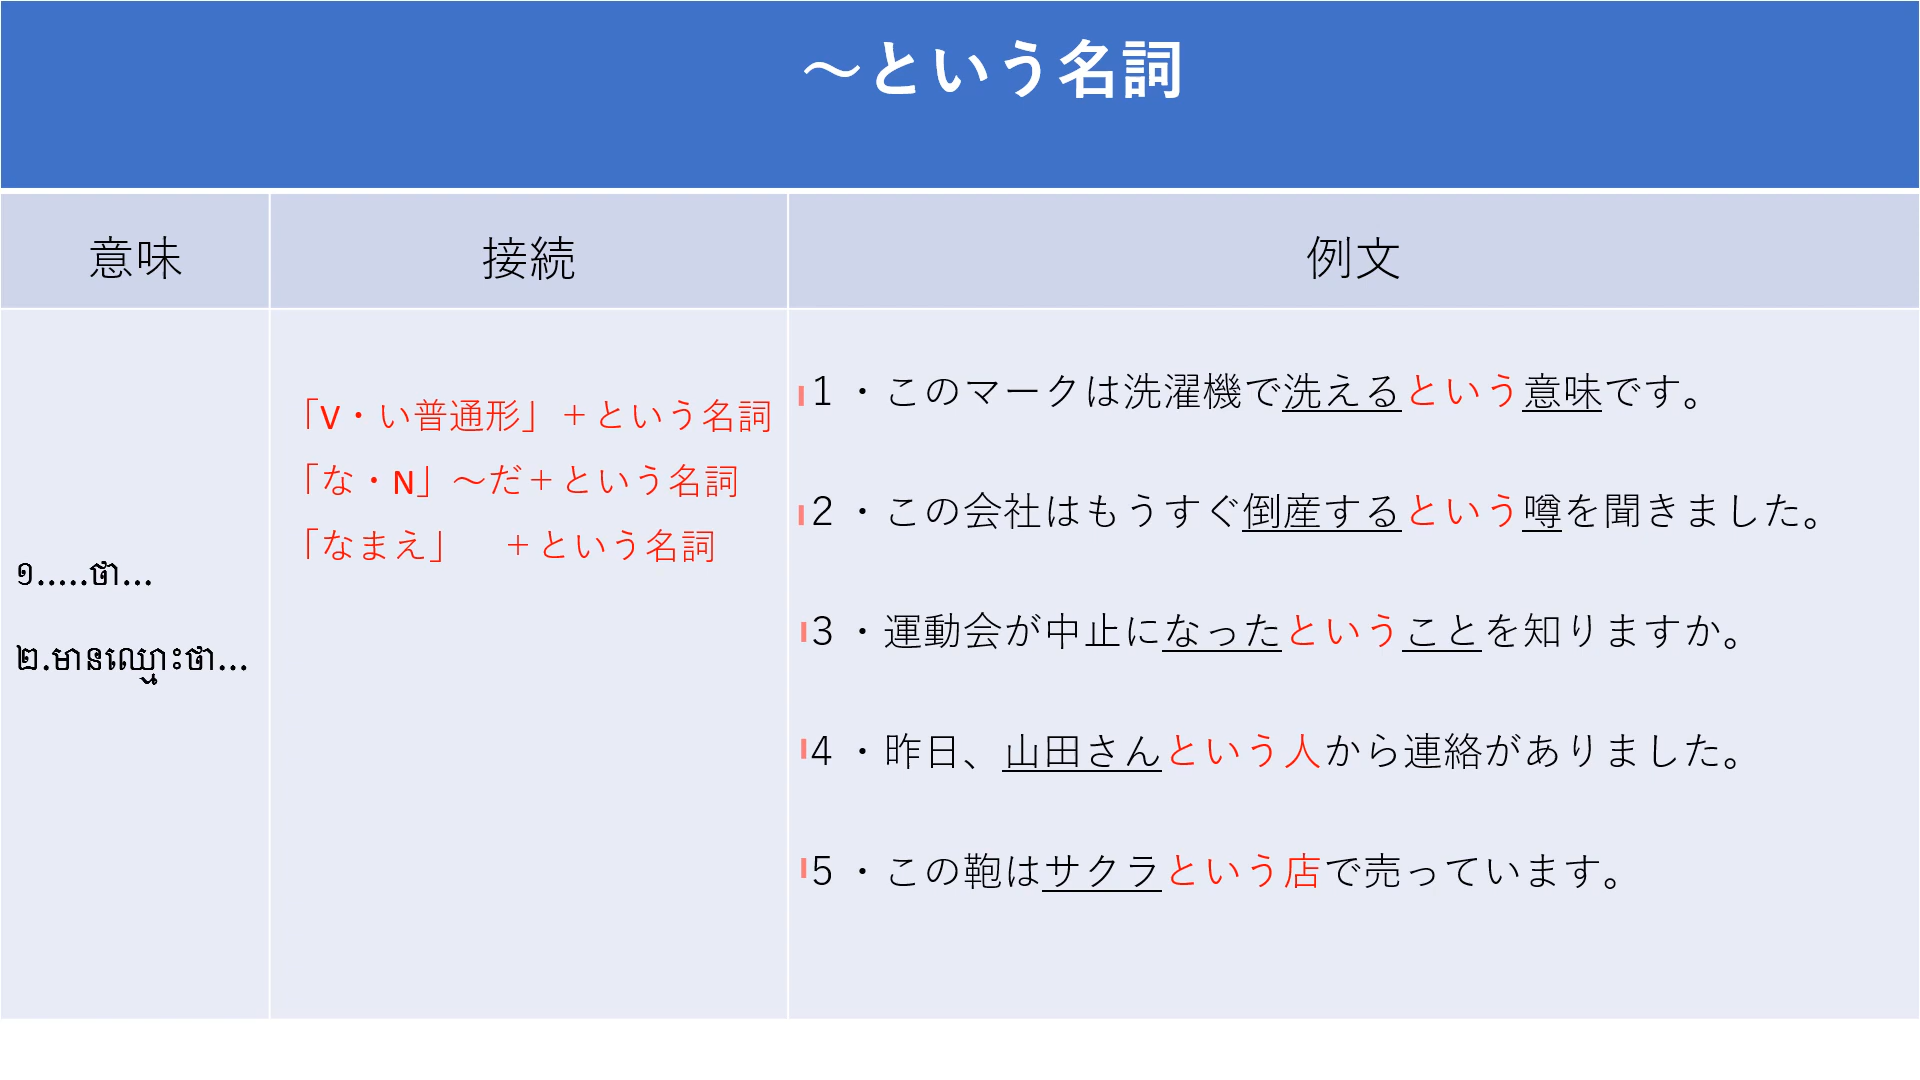 ～という名詞
意味
接続
例文
១.....ថា...
២.មានឈ្មោះថា...
「V・い普通形」＋という名詞
「な・N」～だ＋という名詞
「なまえ」　＋という名詞
1・このマークは洗濯機で洗えるという意味です。
2・この会社はもうすぐ倒産するという噂を聞きました。
3・運動会が中止になったということを知りますか。
4・昨日、山田さんという人から連絡がありました。
5・この鞄はサクラという店で売っています。